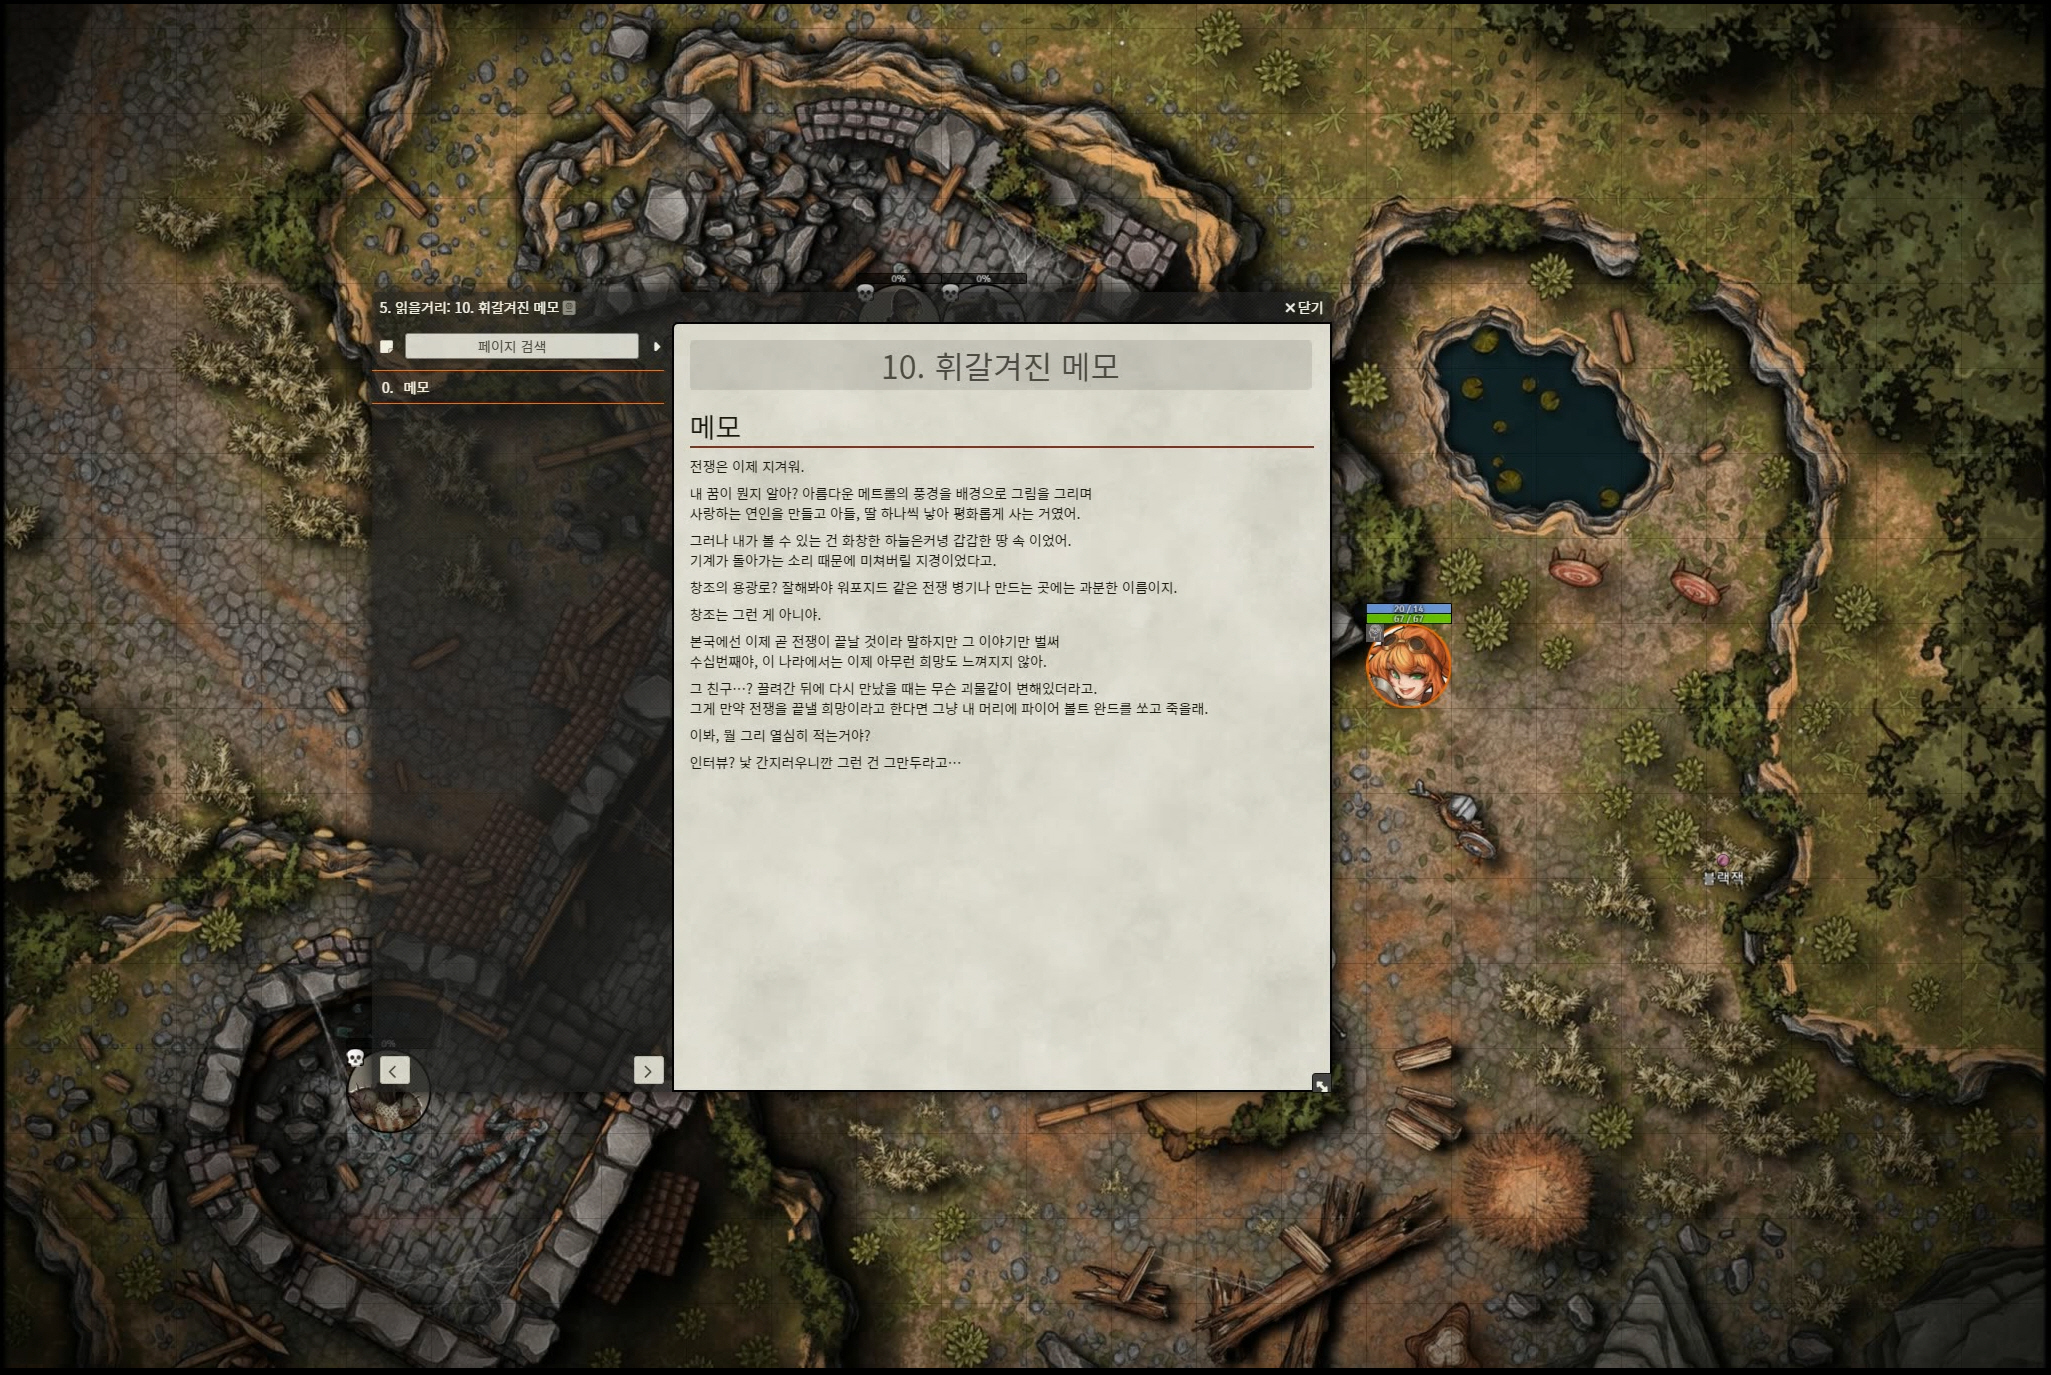 0%
0%
5. 읽을거리: 10. 휘갈겨진 메모
닫기
페이지 검색
0. 메모
10. 휘갈겨진 메모
메모
전쟁은 이제 지겨워.
내 꿈이 뭔지 알아? 아름다운 메트롤의 풍경을 배경으로 그림을 그리며
사랑하는 연인을 만들고 아들, 딸 하나씩 낳아 평화롭게 사는 거였어.
그러나 내가 볼 수 있는 건 화창한 하늘은커녕 갑갑한 땅 속 이었어.
기계가 돌아가는 소리 때문에 미쳐버릴 지경이었다고.
창조의 용광로? 잘해봐야 워포지드 같은 전쟁 병기나 만드는 곳에는 과분한 이름이지.
창조는 그런 게 아니야.
본국에선 이제 곧 전쟁이 끝날 것이라 말하지만 그 이야기만 벌써
수십번째야, 이 나라에서는 이제 아무런 희망도 느껴지지 않아.
그 친구…? 끌려간 뒤에 다시 만났을 때는 무슨 괴물같이 변해있더라고.
그게 만약 전쟁을 끝낼 희망이라고 한다면 그냥 내 머리에 파이어 볼트 완드를 쏘고 죽을래.
이봐, 뭘 그리 열심히 적는거야?
인터뷰? 낯 간지러우니깐 그런 건 그만두라고…
20 / 14
67 / 67
블랙잭
0%